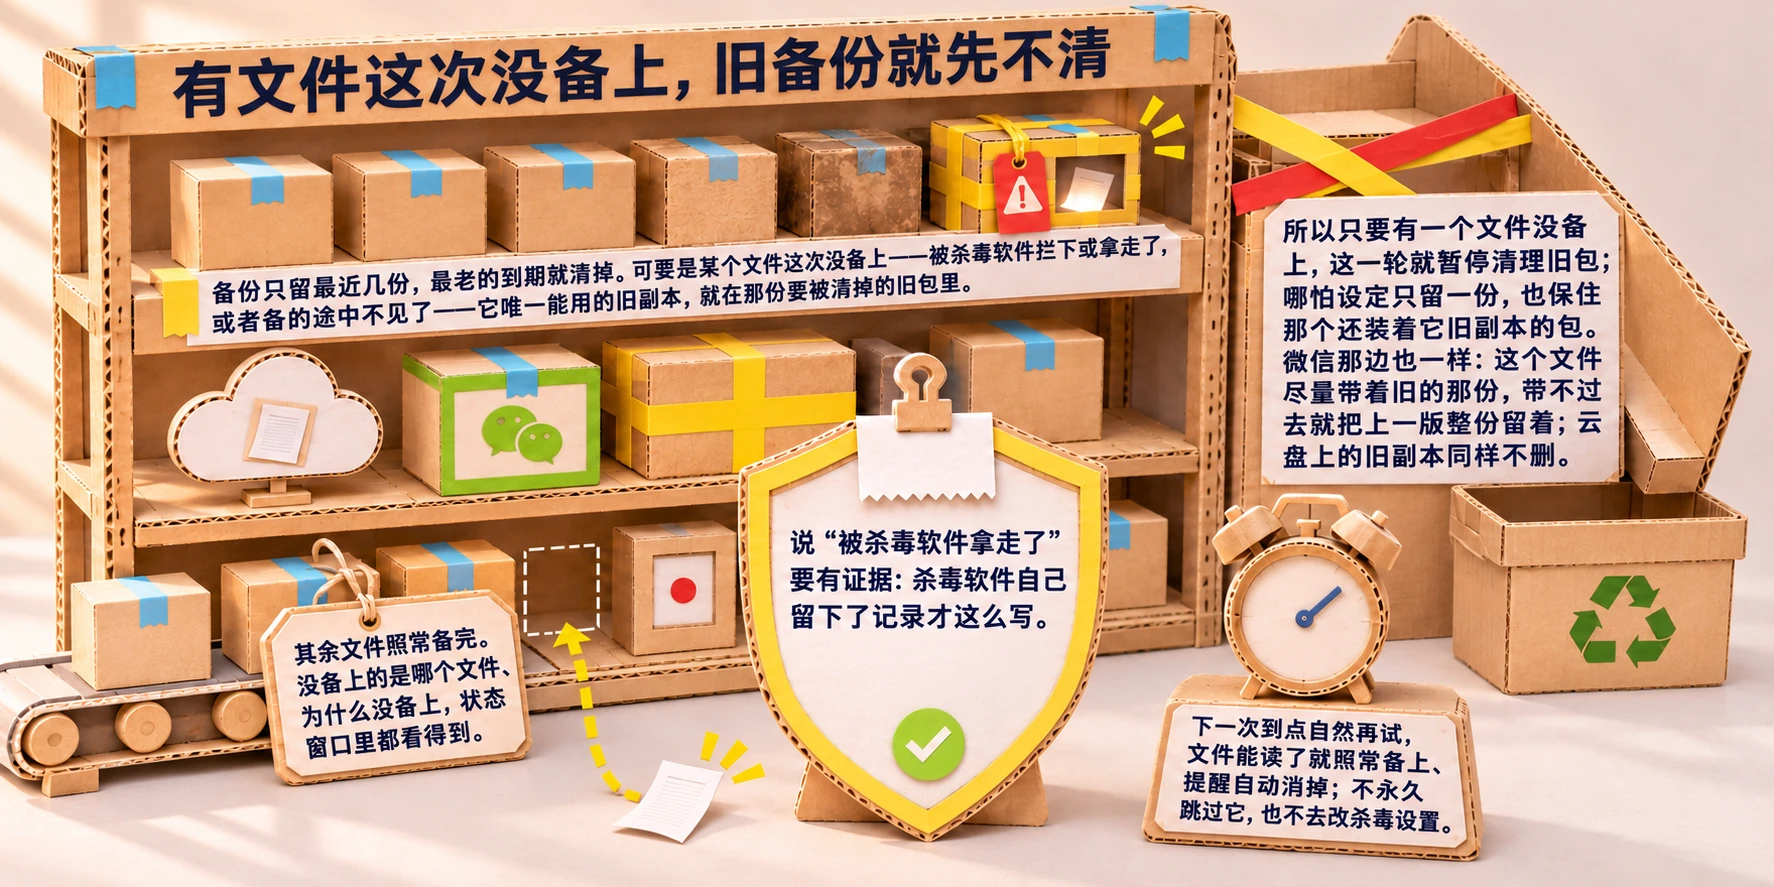 有文件这次没备上，旧备份就先不清
备份只留最近几份，最老的到期就清掉。可要是某个文件这次没备上——被杀毒软件拦下或拿走了，
或者备的途中不见了——它唯一能用的旧副本，就在那份要被清掉的旧包里。
所以只要有一个文件没备
上，这一轮就暂停清理旧包；
哪怕设定只留一份，也保住
那个还装着它旧副本的包。
微信那边也一样：这个文件
尽量带着旧的那份，带不过
去就把上一版整份留着；云
盘上的旧副本同样不删。
说“被杀毒软件拿走了”
要有证据：杀毒软件自己
留下了记录才这么写。
其余文件照常备完。
没备上的是哪个文件、
为什么没备上，状态
窗口里都看得到。
下一次到点自然再试，
文件能读了就照常备上、
提醒自动消掉；不永久
跳过它，也不去改杀毒设置。